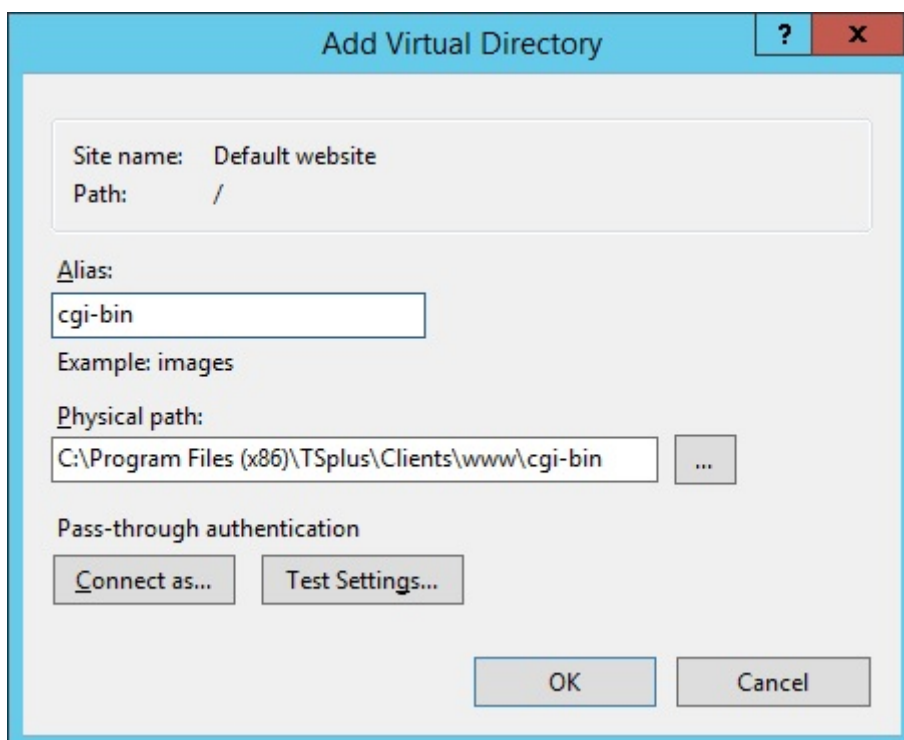 Add Virtual Directory
? x
Site name: Default website
Path: /
Alias:
cgi-bin
Example: images
Physical path:
C:\Program Files (x86)\TSplus\Clients\www\cgi-bin
...
Pass-through authentication
Connect as... Test Settings...
OK Cancel